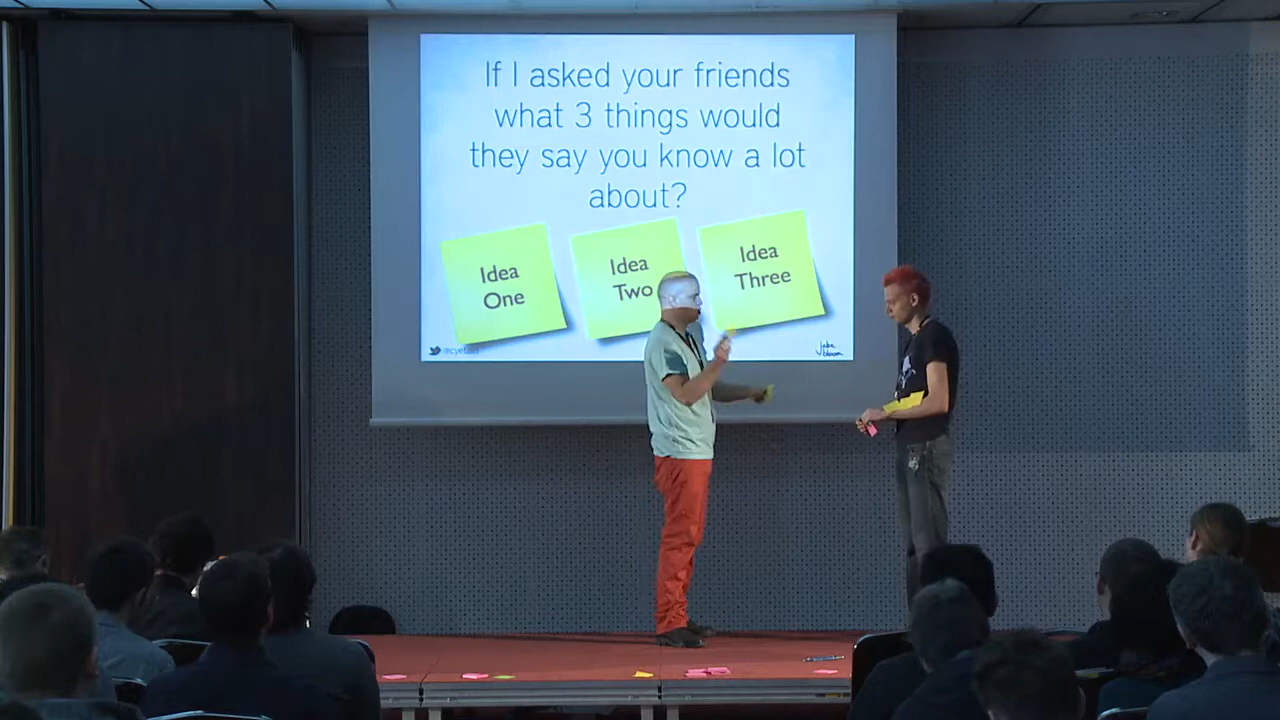 If I asked your friends
what 3 things would
they say you know a lot
about?
Idea
One
Idea
Two
Idea
Three